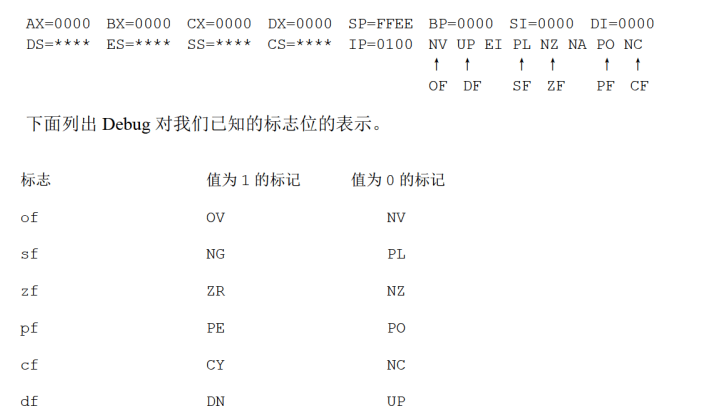 AX=0000 BX=0000 CX=0000 DX=0000 SP=FFEE BP=0000 SI=0000 DI=0000
DS=**** ES=**** SS=**** CS=**** IP=0100 NV UP EI PL NZ NA PO NC
↑ ↑ ↑ ↑ ↑ ↑
OF DF SF ZF PF CF
下面列出 Debug 对我们已知的标志位的表示。
标志 值为 1 的标记 值为 0 的标记
of OV NV
sf NG PL
zf ZR NZ
pf PE PO
cf CY NC
df DN UP